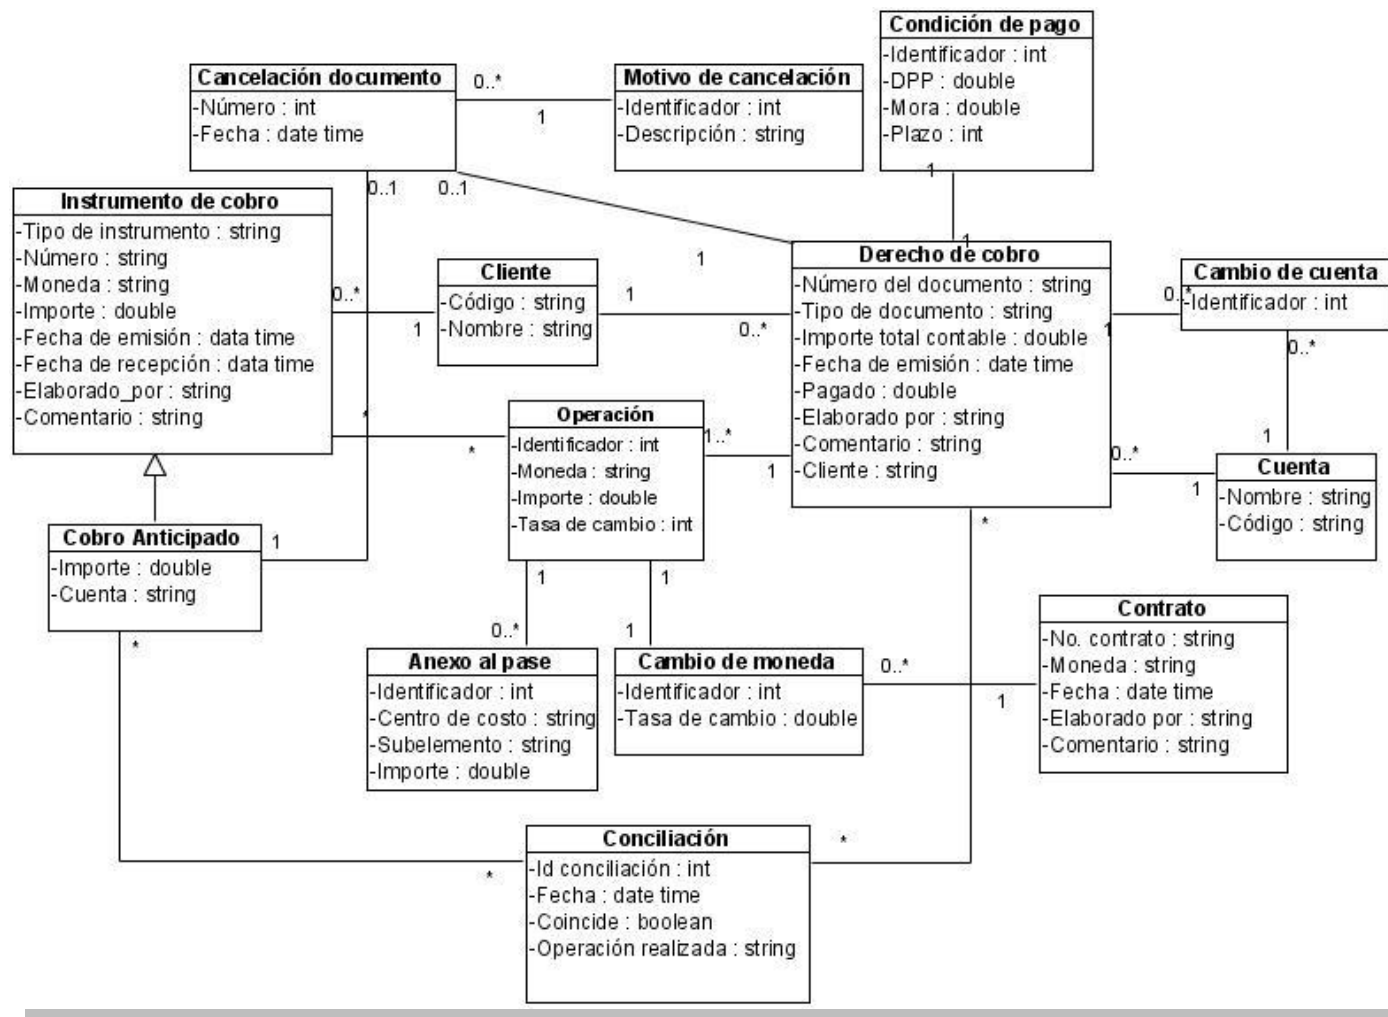 Condición de pago
-Identificador : int
-DPP : double
-Mora : double
-Plazo : int
1
1
Cancelación documento
-Número : int
-Fecha : date time
0..*
1
0..1
0..1
1
Motivo de cancelación
-Identificador : int
-Descripción : string
Instrumento de cobro
-Tipo de instrumento : string
-Número : string
-Moneda : string
-Importe : double
-Fecha de emisión : data time
-Fecha de recepción : data time
-Elaborado_por : string
-Comentario : string
0..*
1
*
*
Cliente
-Código : string
-Nombre : string
1
0..*
Derecho de cobro
-Número del documento : string
-Tipo de documento : string
-Importe total contable : double
-Fecha de emisión : date time
-Pagado : double
-Elaborado por : string
-Comentario : string
-Cliente : string
1
0..*
0..*
1
*
Cambio de cuenta
-Identificador : int
0..*
1
Cuenta
-Nombre : string
-Código : string
Operación
-Identificador : int
-Moneda : string
-Importe : double
-Tasa de cambio : int
1..*
1
1
0..*
1
1
Cobro Anticipado
-Importe : double
-Cuenta : string
1
*
Anexo al pase
-Identificador : int
-Centro de costo : string
-Subelemento : string
-Importe : double
Cambio de moneda
-Identificador : int
-Tasa de cambio : double
0..*
1
Contrato
-No. contrato : string
-Moneda : string
-Fecha : date time
-Elaborado por : string
-Comentario : string
Conciliación
-Id conciliación : int
-Fecha : date time
-Coincide : boolean
-Operación realizada : string
*
*